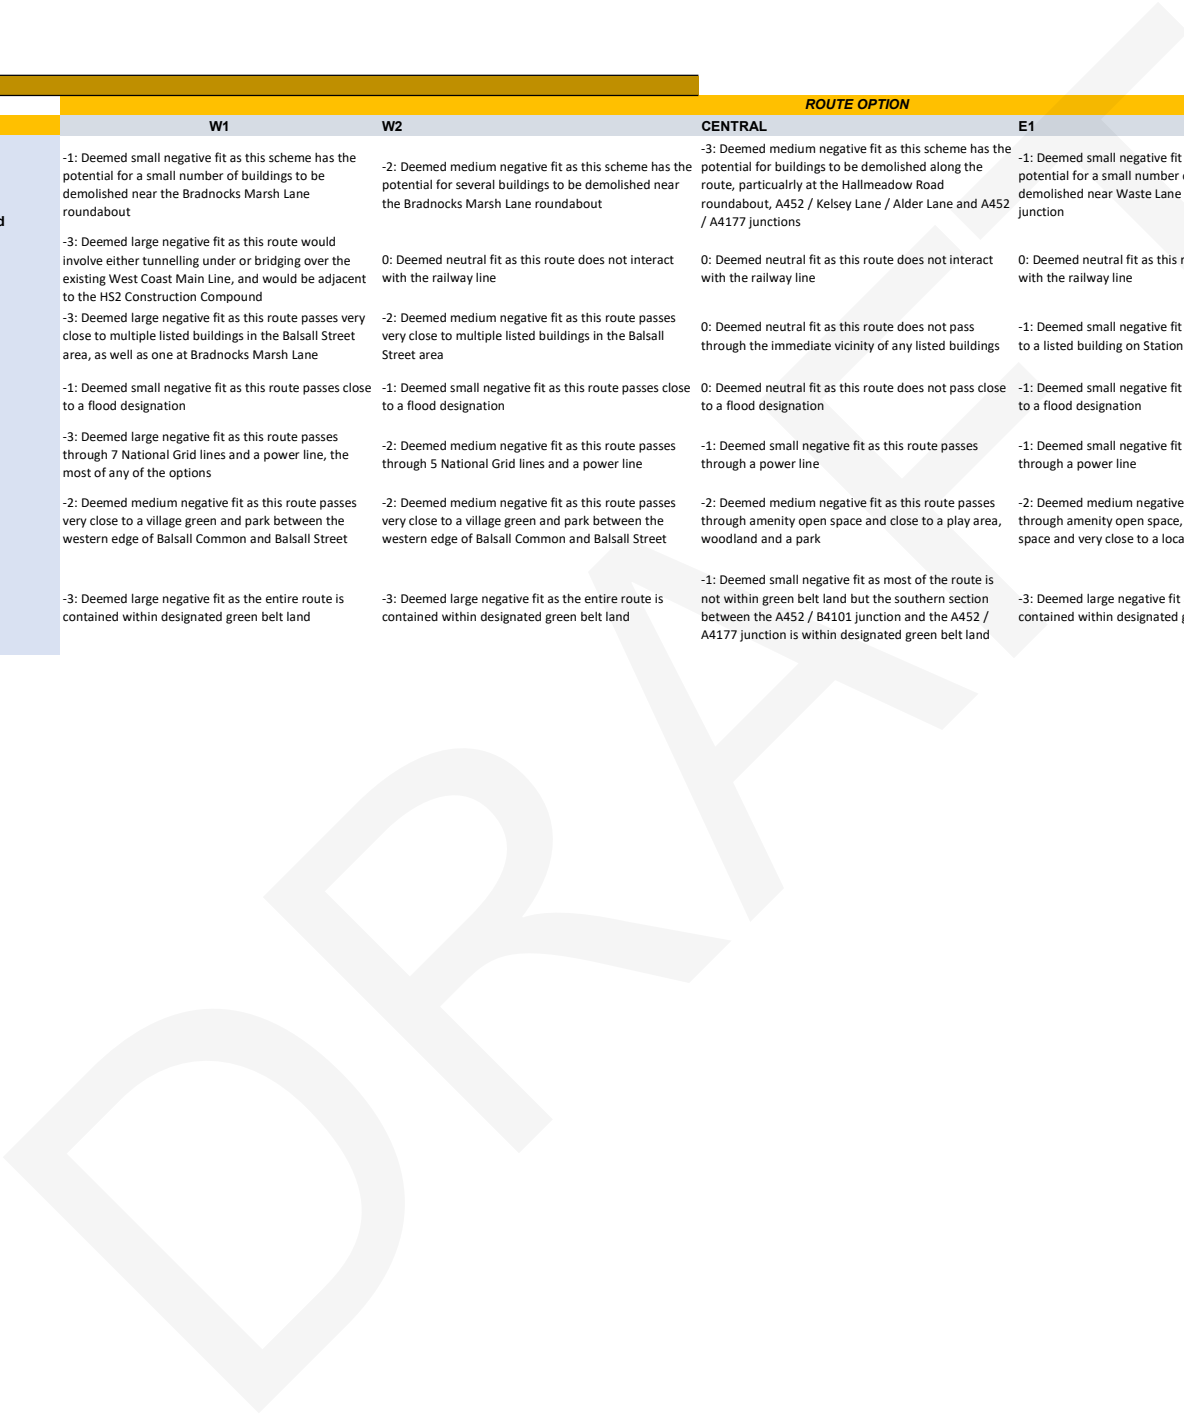 ROUTE OPTION
W1
W2
CENTRAL
E1
d
-1: Deemed small negative fit as this scheme has the
potential for a small number of buildings to be
demolished near the Bradnocks Marsh Lane
roundabout
-2: Deemed medium negative fit as this scheme has the
potential for several buildings to be demolished near
the Bradnocks Marsh Lane roundabout
-3: Deemed medium negative fit as this scheme has the
potential for buildings to be demolished along the
route, particualrly at the Hallmeadow Road
roundabout, A452 / Kelsey Lane / Alder Lane and A452
/ A4177 junctions
-1: Deemed small negative fit
potential for a small number
demolished near Waste Lane
junction
-3: Deemed large negative fit as this route would
involve either tunnelling under or bridging over the
existing West Coast Main Line, and would be adjacent
to the HS2 Construction Compound
0: Deemed neutral fit as this route does not interact
with the railway line
0: Deemed neutral fit as this route does not interact
with the railway line
0: Deemed neutral fit as this
with the railway line
-3: Deemed large negative fit as this route passes very
close to multiple listed buildings in the Balsall Street
area, as well as one at Bradnocks Marsh Lane
-2: Deemed medium negative fit as this route passes
very close to multiple listed buildings in the Balsall
Street area
0: Deemed neutral fit as this route does not pass
through the immediate vicinity of any listed buildings
-1: Deemed small negative fit
to a listed building on Station
-1: Deemed small negative fit as this route passes close
to a flood designation
-1: Deemed small negative fit as this route passes close
to a flood designation
0: Deemed neutral fit as this route does not pass close
to a flood designation
-1: Deemed small negative fit
to a flood designation
-3: Deemed large negative fit as this route passes
through 7 National Grid lines and a power line, the
most of any of the options
-2: Deemed medium negative fit as this route passes
through 5 National Grid lines and a power line
-1: Deemed small negative fit as this route passes
through a power line
-1: Deemed small negative fit
through a power line
-2: Deemed medium negative fit as this route passes
very close to a village green and park between the
western edge of Balsall Common and Balsall Street
-2: Deemed medium negative fit as this route passes
very close to a village green and park between the
western edge of Balsall Common and Balsall Street
-2: Deemed medium negative fit as this route passes
through amenity open space and close to a play area,
woodland and a park
-2: Deemed medium negative
through amenity open space,
space and very close to a loca
-3: Deemed large negative fit as the entire route is
contained within designated green belt land
-3: Deemed large negative fit as the entire route is
contained within designated green belt land
-1: Deemed small negative fit as most of the route is
not within green belt land but the southern section
between the A452 / B4101 junction and the A452 /
A4177 junction is within designated green belt land
-3: Deemed large negative fit
contained within designated
DRAFT